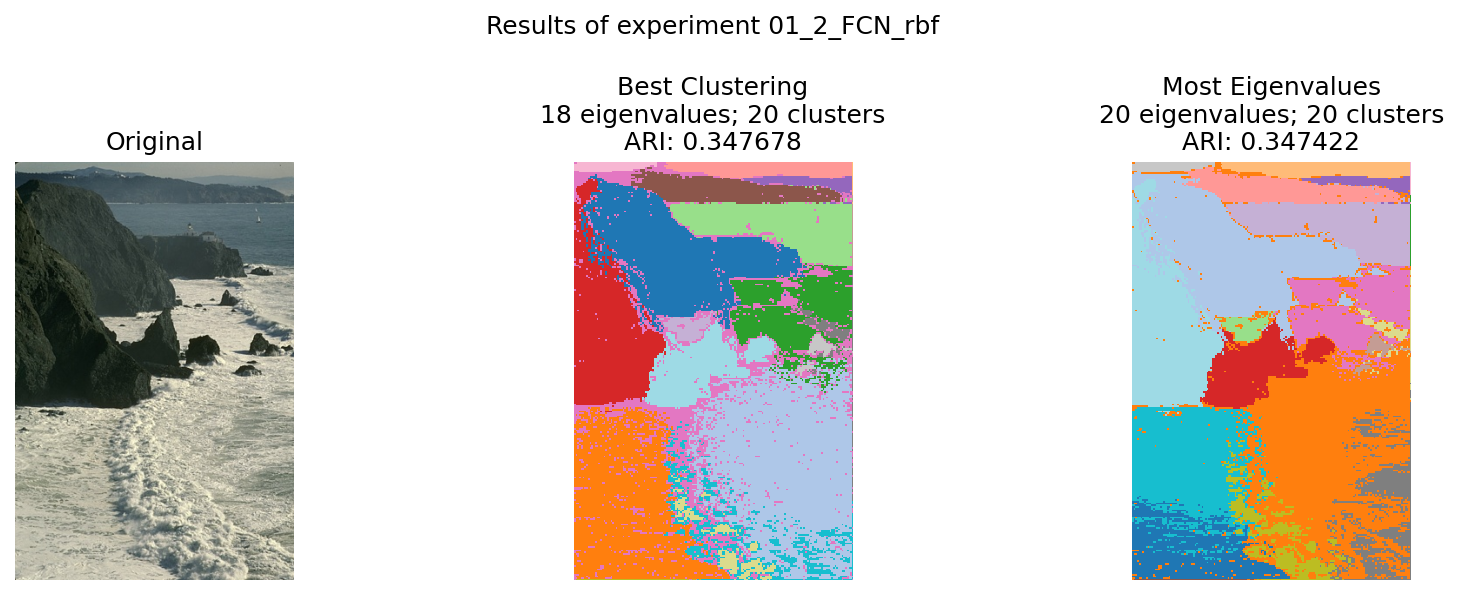 Results of experiment 01_2_FCN_rbf
Original
Best Clustering
18 eigenvalues; 20 clusters
ARI: 0.347678
Most Eigenvalues
20 eigenvalues; 20 clusters
ARI: 0.347422